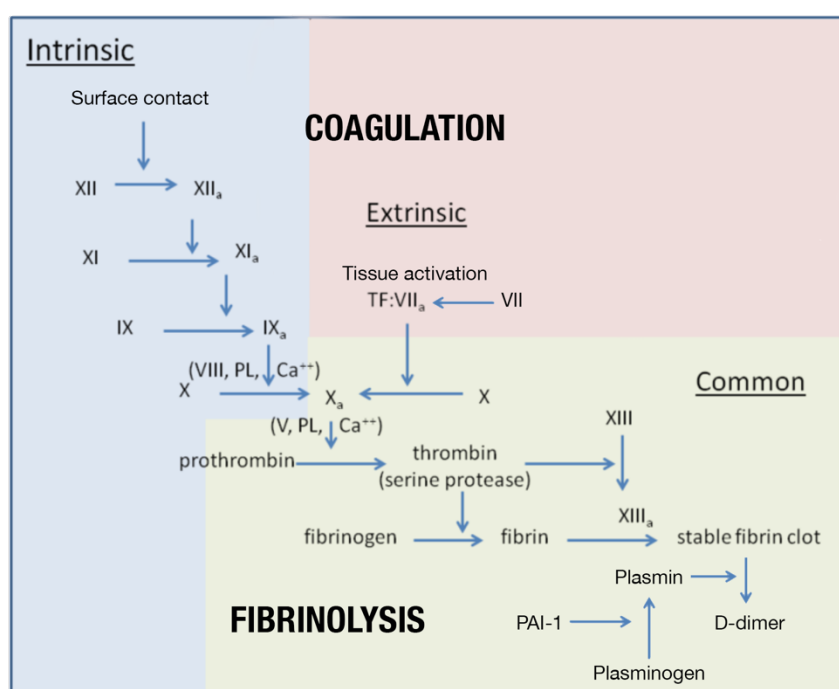 Intrinsic
Surface contact
COAGULATION
XII
XIIₐ
Extrinsic
XI
XIₐ
Tissue activation
TF:VIIₐ
VII
IX
IXₐ
(VIII, PL, Ca⁺⁺)
Common
X
Xₐ
X
(V, PL, Ca⁺⁺)
XIII
prothrombin
thrombin
(serine protease)
XIIIₐ
fibrinogen
fibrin
stable fibrin clot
Plasmin
FIBRINOLYSIS
PAI-1
D-dimer
Plasminogen